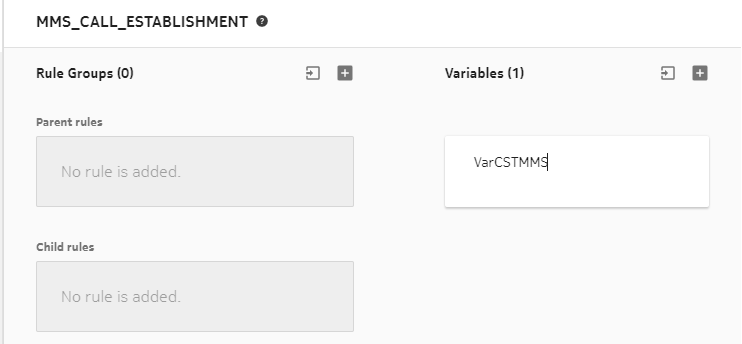 MMS_CALL_ESTABLISHMENT ?
Rule Groups (0)
Variables (1)
Parent rules
No rule is added.
VarCSTMMS
Child rules
No rule is added.